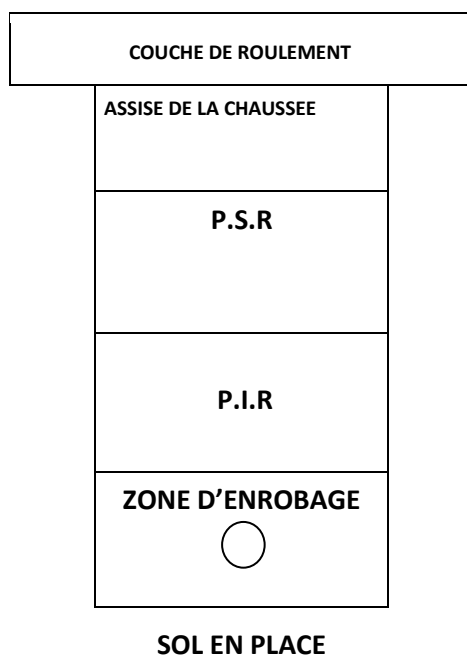 COUCHE DE ROULEMENT
ASSISE DE LA CHAUSSEE
P.S.R
P.I.R
ZONE D'ENROBAGE
SOL EN PLACE